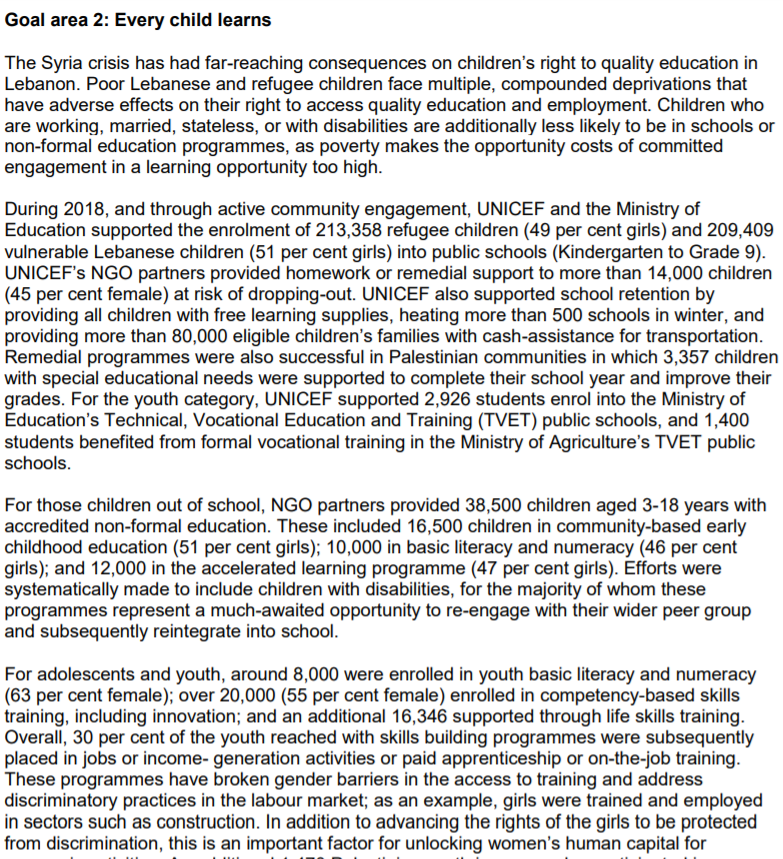 Goal area 2: Every child learns
The Syria crisis has had far-reaching consequences on children’s right to quality education in
Lebanon. Poor Lebanese and refugee children face multiple, compounded deprivations that
have adverse effects on their right to access quality education and employment. Children who
are working, married, stateless, or with disabilities are additionally less likely to be in schools or
non-formal education programmes, as poverty makes the opportunity costs of committed
engagement in a learning opportunity too high.
During 2018, and through active community engagement, UNICEF and the Ministry of
Education supported the enrolment of 213,358 refugee children (49 per cent girls) and 209,409
vulnerable Lebanese children (51 per cent girls) into public schools (Kindergarten to Grade 9).
UNICEF’s NGO partners provided homework or remedial support to more than 14,000 children
(45 per cent female) at risk of dropping-out. UNICEF also supported school retention by
providing all children with free learning supplies, heating more than 500 schools in winter, and
providing more than 80,000 eligible children’s families with cash-assistance for transportation.
Remedial programmes were also successful in Palestinian communities in which 3,357 children
with special educational needs were supported to complete their school year and improve their
grades. For the youth category, UNICEF supported 2,926 students enrol into the Ministry of
Education’s Technical, Vocational Education and Training (TVET) public schools, and 1,400
students benefited from formal vocational training in the Ministry of Agriculture’s TVET public
schools.
For those children out of school, NGO partners provided 38,500 children aged 3-18 years with
accredited non-formal education. These included 16,500 children in community-based early
childhood education (51 per cent girls); 10,000 in basic literacy and numeracy (46 per cent
girls); and 12,000 in the accelerated learning programme (47 per cent girls). Efforts were
systematically made to include children with disabilities, for the majority of whom these
programmes represent a much-awaited opportunity to re-engage with their wider peer group
and subsequently reintegrate into school.
For adolescents and youth, around 8,000 were enrolled in youth basic literacy and numeracy
(63 per cent female); over 20,000 (55 per cent female) enrolled in competency-based skills
training, including innovation; and an additional 16,346 supported through life skills training.
Overall, 30 per cent of the youth reached with skills building programmes were subsequently
placed in jobs or income- generation activities or paid apprenticeship or on-the-job training.
These programmes have broken gender barriers in the access to training and address
discriminatory practices in the labour market; as an example, girls were trained and employed
in sectors such as construction. In addition to advancing the rights of the girls to be protected
from discrimination, this is an important factor for unlocking women’s human capital for